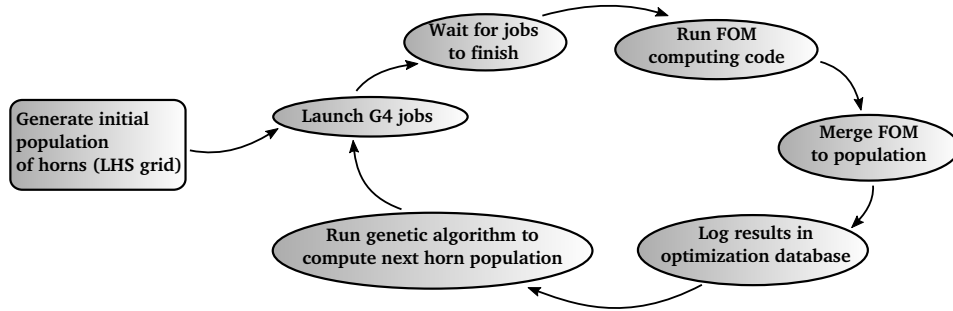 Generate initial
population
of horns (LHS grid)
Launch G4 jobs
Wait for jobs
to finish
Run FOM
computing code
Merge FOM
to population
Log results in
optimization database
Run genetic algorithm to
compute next horn population